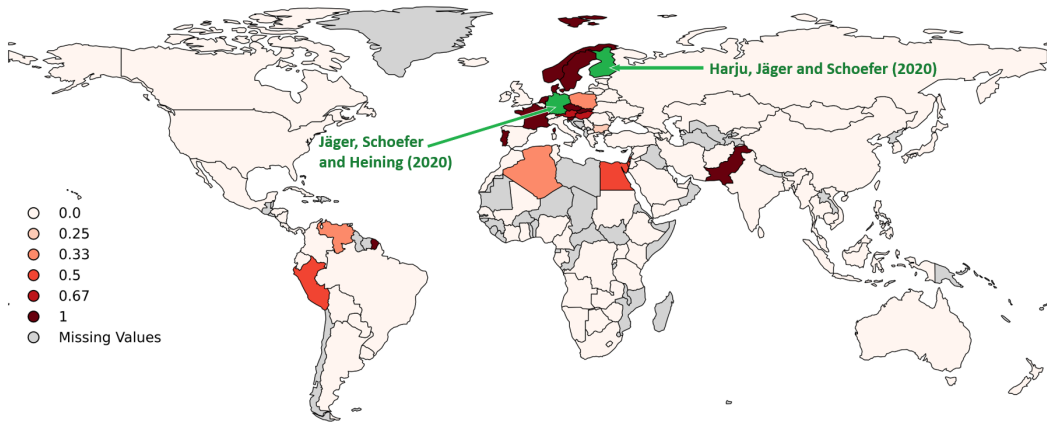 Harju, Jäger and Schoefer (2020)
Jäger, Schoefer
and Heining (2020)
0.0
0.25
0.33
0.5
0.67
1
Missing Values